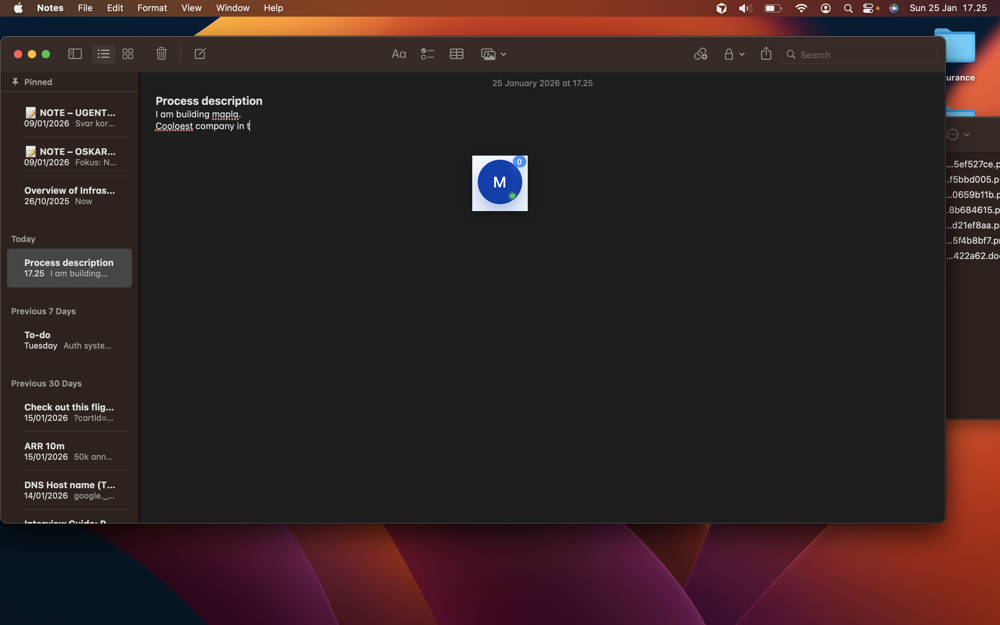 Notes File Edit Format View Window Help Sun 25 Jan 17.25
urance
Search
Pinned
📝 NOTE – UGENT...
09/01/2026 Svar kor...
📝 NOTE – OSKAR...
09/01/2026 Fokus: N...
Overview of Infras...
26/10/2025 Now
Today
Process description
17.25 I am building...
Previous 7 Days
To-do
Tuesday Auth syste...
Previous 30 Days
Check out this flig...
15/01/2026 ?cartId=...
ARR 10m
15/01/2026 50k ann...
DNS Host name (T...
14/01/2026 google._...
Interview Guide: P
Aa
25 January 2026 at 17.25
Process description
I am building mapla.
Cooloest company in t
0
M
...5ef527ce.p
..f5bbd005.p
...0659b11b.p
.8b684615.p
...d21ef8aa.p
...5f4b8bf7.p
...422a62.do